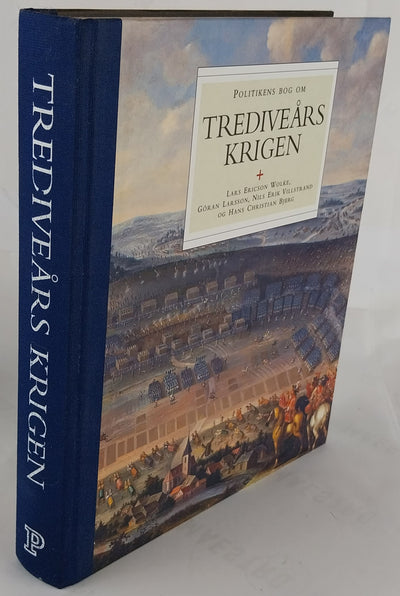 POLITIKENS BOG OM
TREDIVEÅRS
KRIGEN
LARS ERICSON WOLKE,
GÖRAN LARSSON, NILS ERIK VILLSTRAND
OG HANS CHRISTIAN BJERG
TREDIVEÅRS KRIGEN
P